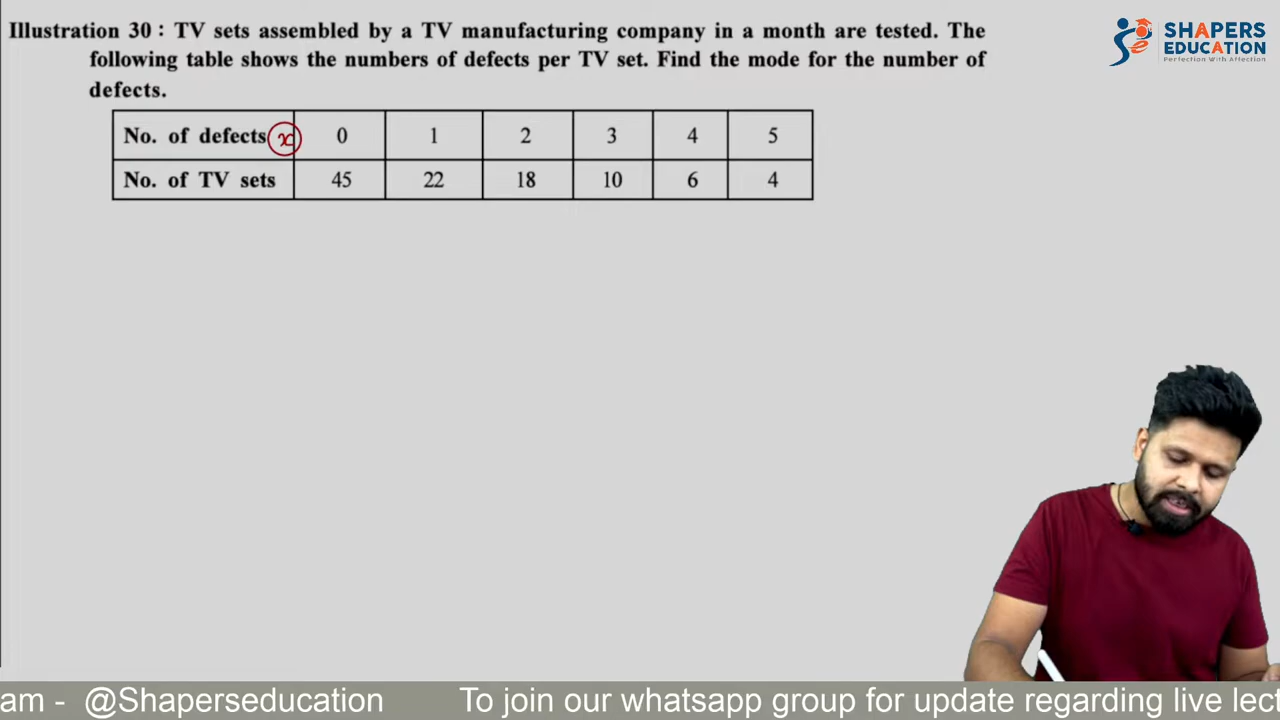 Illustration 30 : TV sets assembled by a TV manufacturing company in a month are tested. The
following table shows the numbers of defects per TV set. Find the mode for the number of
defects.
No. of defects x 0 1 2 3 4 5
No. of TV sets 45 22 18 10 6 4
SHAPERS
EDUCATION
Perfection With Affection
am - @Shaperseducation To join our whatsapp group for update regarding live lect